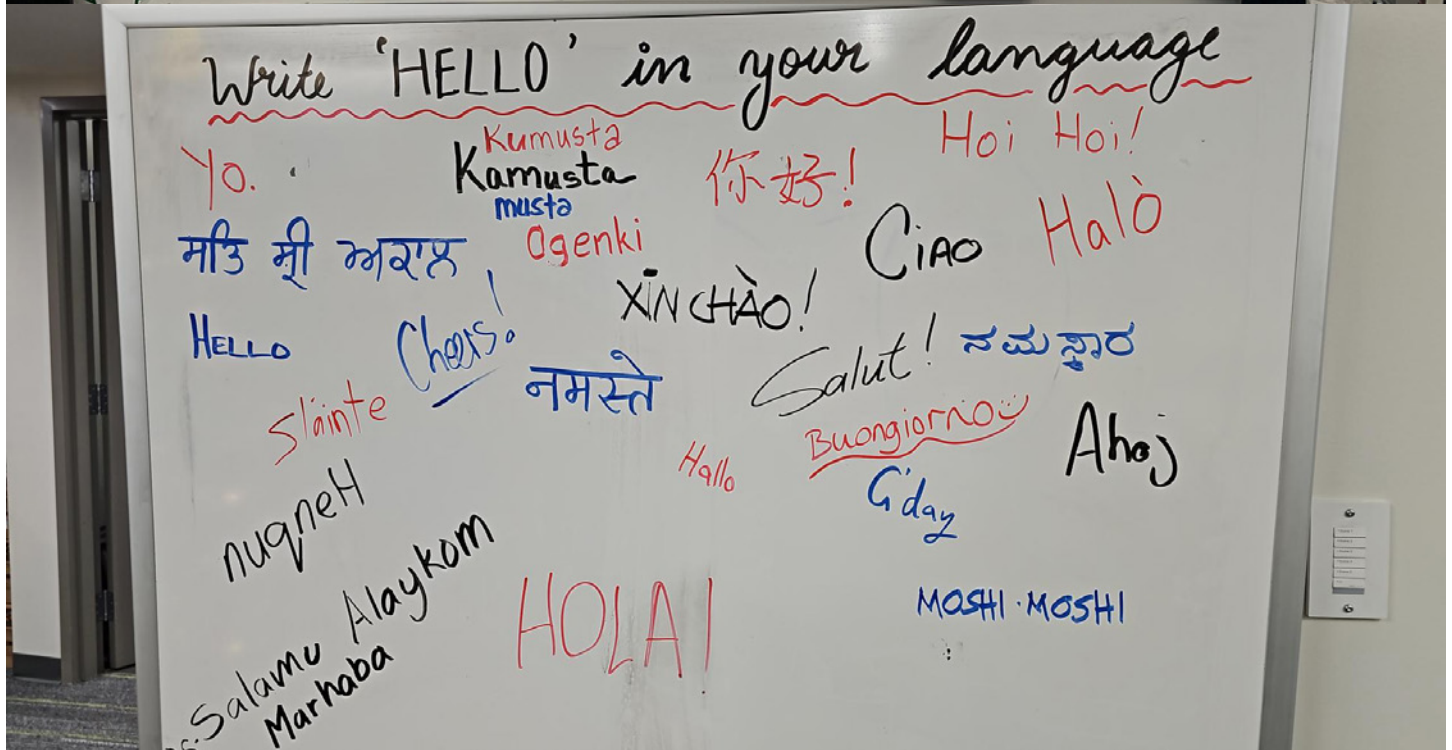 Write 'HELLO' in your language
Yo.
Kumusta
Kamusta
musta
Ogenki
你好!
Hoi Hoi!
Ciao
Halò
ਸਤਿ ਸ੍ਰੀ ਅਕਾਲ
XIN CHÀO!
HELLO
Cheers!
नमस्ते
Salut!
ನಮಸ್ಕಾರ
Sláinte
Buongiorno
Ahoj
Hallo
G'day
nuqneH
Salamu Alaykom
Marhaba
HOLA!
MOSHI·MOSHI